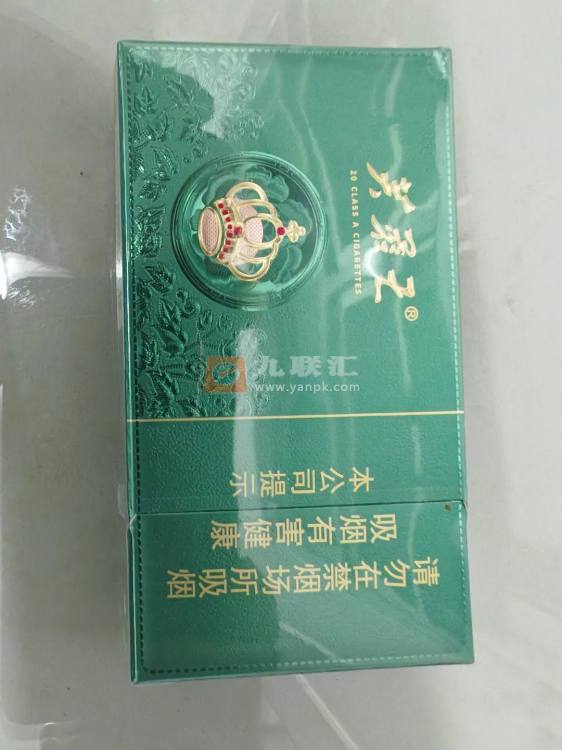 芙蓉王®
20 CLASS A CIGARETTES
九联汇
www.yanpk.com
本公司提示
吸烟有害健康
请勿在禁烟场所吸烟